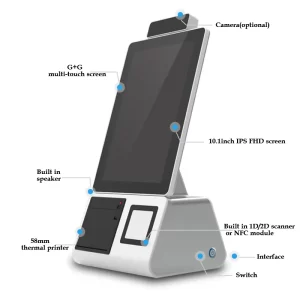 Camera(optional)
G+G
multi-touch screen
10.1inch IPS FHD screen
Built in
speaker
Built in 1D/2D scanner
or NFC module
58mm
thermal printer
Interface
Switch